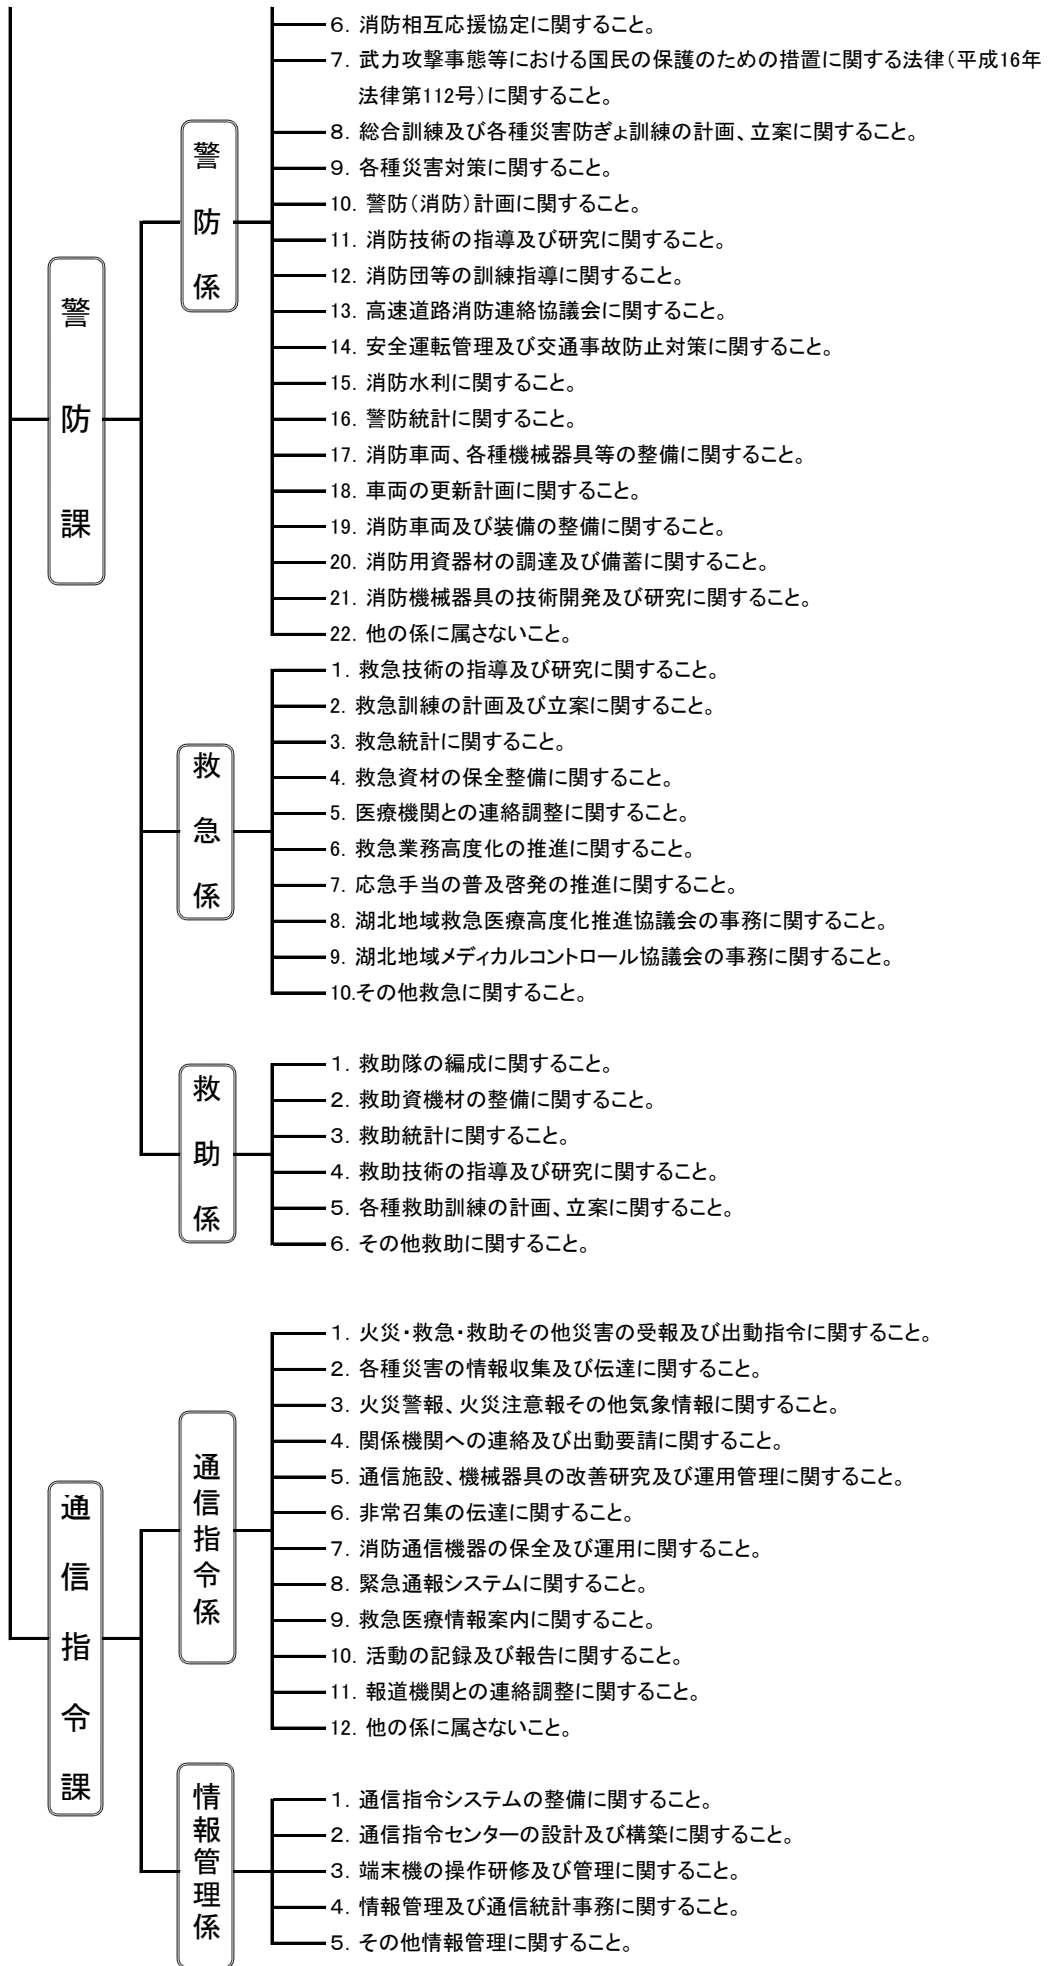 警防課
警防係
6. 消防相互応援協定に関すること。
7. 武力攻撃事態等における国民の保護のための措置に関する法律(平成16年
法律第112号)に関すること。
8. 総合訓練及び各種災害防ぎょ訓練の計画、立案に関すること。
9. 各種災害対策に関すること。
10. 警防(消防)計画に関すること。
11. 消防技術の指導及び研究に関すること。
12. 消防団等の訓練指導に関すること。
13. 高速道路消防連絡協議会に関すること。
14. 安全運転管理及び交通事故防止対策に関すること。
15. 消防水利に関すること。
16. 警防統計に関すること。
17. 消防車両、各種機械器具等の整備に関すること。
18. 車両の更新計画に関すること。
19. 消防車両及び装備の整備に関すること。
20. 消防用資器材の調達及び備蓄に関すること。
21. 消防機械器具の技術開発及び研究に関すること。
22. 他の係に属さないこと。
救急係
1. 救急技術の指導及び研究に関すること。
2. 救急訓練の計画及び立案に関すること。
3. 救急統計に関すること。
4. 救急資材の保全整備に関すること。
5. 医療機関との連絡調整に関すること。
6. 救急業務高度化の推進に関すること。
7. 応急手当の普及啓発の推進に関すること。
8. 湖北地域救急医療高度化推進協議会の事務に関すること。
9. 湖北地域メディカルコントロール協議会の事務に関すること。
10.その他救急に関すること。
救助係
1. 救助隊の編成に関すること。
2. 救助資機材の整備に関すること。
3. 救助統計に関すること。
4. 救助技術の指導及び研究に関すること。
5. 各種救助訓練の計画、立案に関すること。
6. その他救助に関すること。
通信指令課
通信指令係
1. 火災・救急・救助その他災害の受報及び出動指令に関すること。
2. 各種災害の情報収集及び伝達に関すること。
3. 火災警報、火災注意報その他気象情報に関すること。
4. 関係機関への連絡及び出動要請に関すること。
5. 通信施設、機械器具の改善研究及び運用管理に関すること。
6. 非常召集の伝達に関すること。
7. 消防通信機器の保全及び運用に関すること。
8. 緊急通報システムに関すること。
9. 救急医療情報案内に関すること。
10. 活動の記録及び報告に関すること。
11. 報道機関との連絡調整に関すること。
12. 他の係に属さないこと。
情報管理係
1. 通信指令システムの整備に関すること。
2. 通信指令センターの設計及び構築に関すること。
3. 端末機の操作研修及び管理に関すること。
4. 情報管理及び通信統計事務に関すること。
5. その他情報管理に関すること。